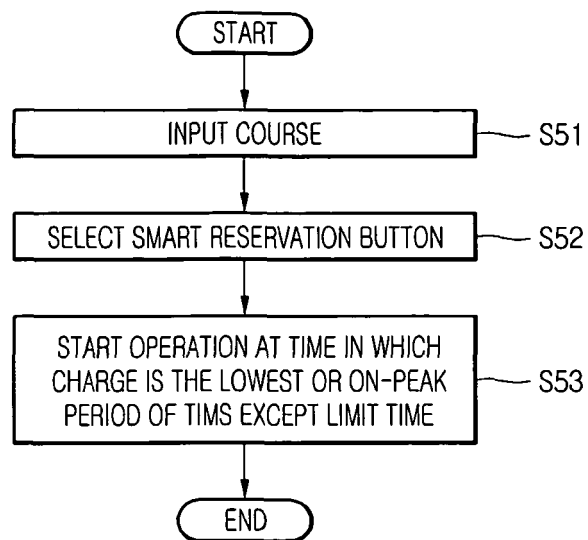 START
INPUT COURSE
S51
SELECT SMART RESERVATION BUTTON
S52
START OPERATION AT TIME IN WHICH
CHARGE IS THE LOWEST OR ON-PEAK
PERIOD OF TIMS EXCEPT LIMIT TIME
S53
END